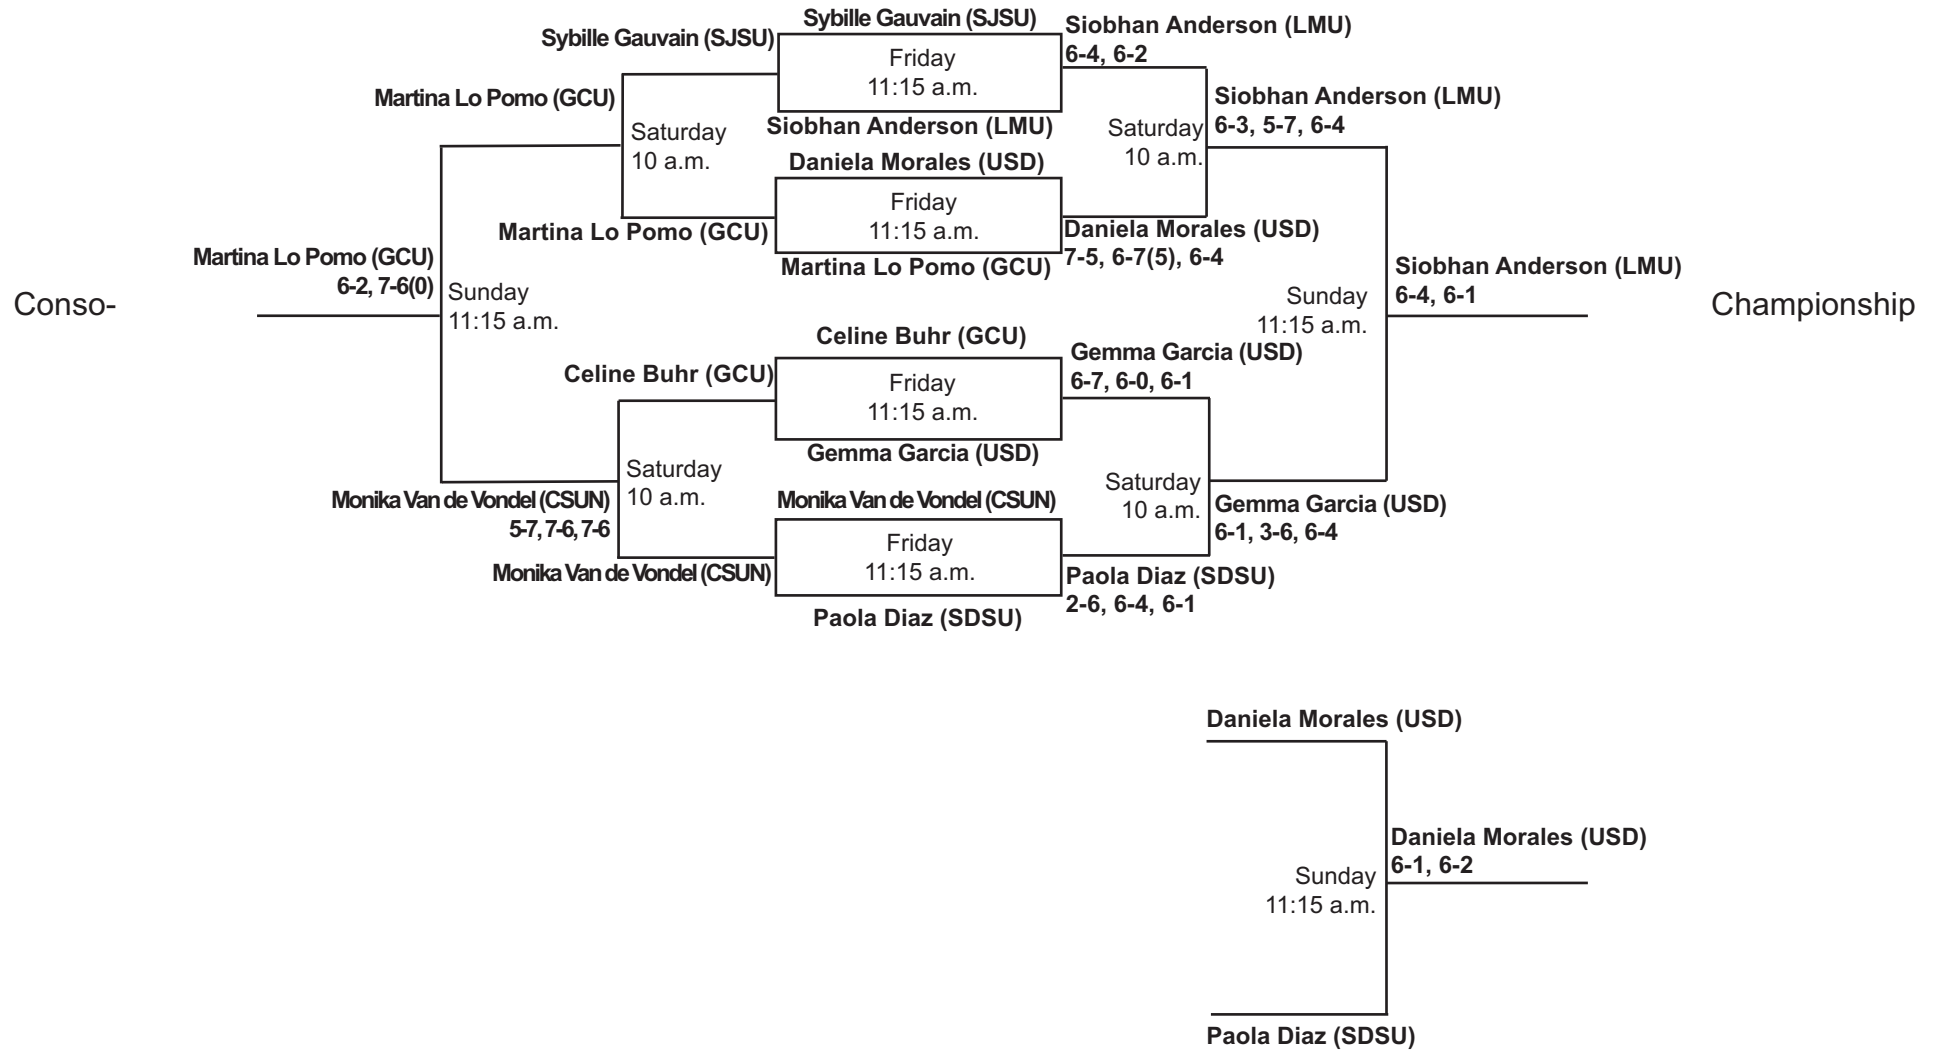 Sybille Gauvain (SJSU)
Siobhan Anderson (LMU)
6-4, 6-2
Sybille Gauvain (SJSU)
Friday
11:15 a.m.
Martina Lo Pomo (GCU)
Siobhan Anderson (LMU)
6-3, 5-7, 6-4
Saturday
10 a.m.
Siobhan Anderson (LMU)
Saturday
10 a.m.
Daniela Morales (USD)
Friday
11:15 a.m.
Martina Lo Pomo (GCU)
Daniela Morales (USD)
7-5, 6-7(5), 6-4
Martina Lo Pomo (GCU)
Martina Lo Pomo (GCU)
6-2, 7-6(0)
Siobhan Anderson (LMU)
6-4, 6-1
Conso-
Sunday
11:15 a.m.
Sunday
11:15 a.m.
Championship
Celine Buhr (GCU)
Gemma Garcia (USD)
6-7, 6-0, 6-1
Celine Buhr (GCU)
Friday
11:15 a.m.
Gemma Garcia (USD)
Saturday
10 a.m.
Saturday
10 a.m.
Monika Van de Vondel (CSUN)
5-7, 7-6, 7-6
Monika Van de Vondel (CSUN)
Gemma Garcia (USD)
6-1, 3-6, 6-4
Friday
11:15 a.m.
Monika Van de Vondel (CSUN)
Paola Diaz (SDSU)
2-6, 6-4, 6-1
Paola Diaz (SDSU)
Daniela Morales (USD)
Daniela Morales (USD)
6-1, 6-2
Sunday
11:15 a.m.
Paola Diaz (SDSU)